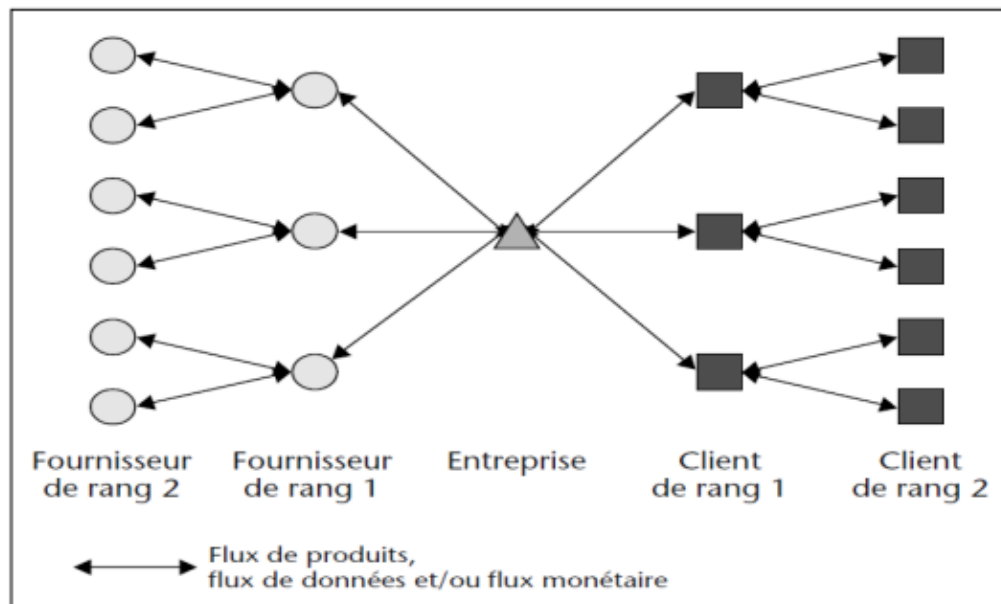 Fournisseur
de rang 2
Fournisseur
de rang 1
Entreprise
Client
de rang 1
Client
de rang 2
Flux de produits,
flux de données et/ou flux monétaire